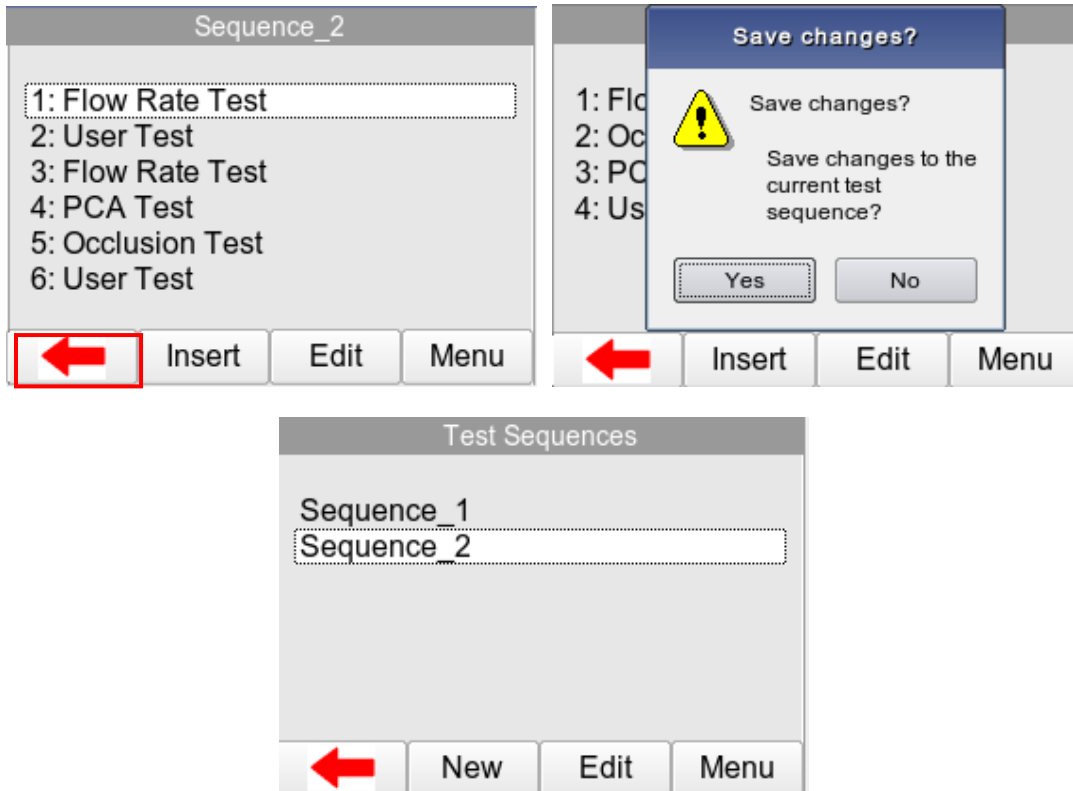 Sequence_2
1: Flow Rate Test
2: User Test
3: Flow Rate Test
4: PCA Test
5: Occlusion Test
6: User Test
Insert Edit Menu
Save changes?
1: Flo
2: Oc
3: PC
4: Us
Save changes?
Save changes to the
current test
sequence?
Yes No
Insert Edit Menu
Test Sequences
Sequence_1
Sequence_2
New Edit Menu